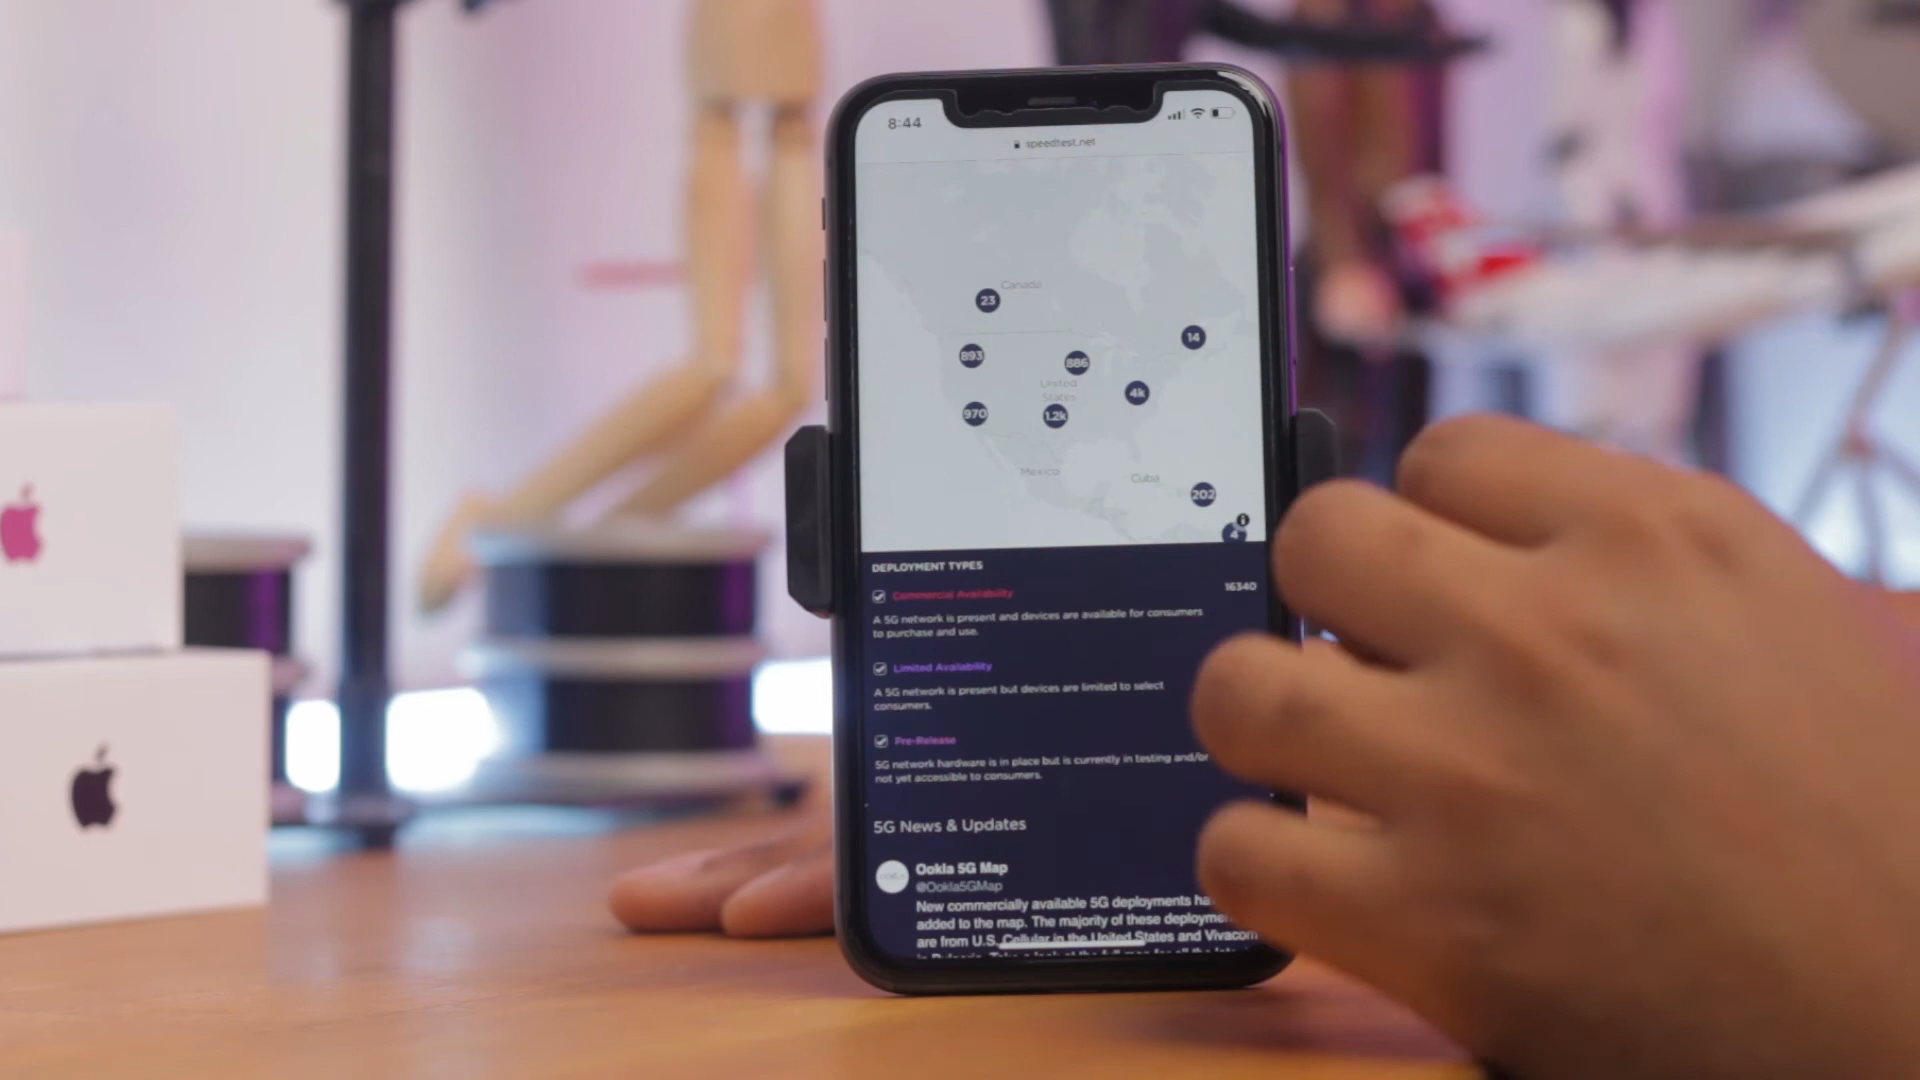 8:44
speedtest.net
Canada
23
14
893
886
United
States
4k
970
1.2k
Mexico
Cuba
202
4
DEPLOYMENT TYPES
Commercial Availability 16340
A 5G network is present and devices are available for consumers
to purchase and use.
Limited Availability
A 5G network is present but devices are limited to select
consumers.
Pre-Release
5G network hardware is in place but is currently in testing and/or
not yet accessible to consumers.
5G News & Updates
Ookla 5G Map
@Ookla5GMap
New commercially available 5G deployments ha
added to the map. The majority of these deployme
are from U.S. Cellular in the United States and Vivacom